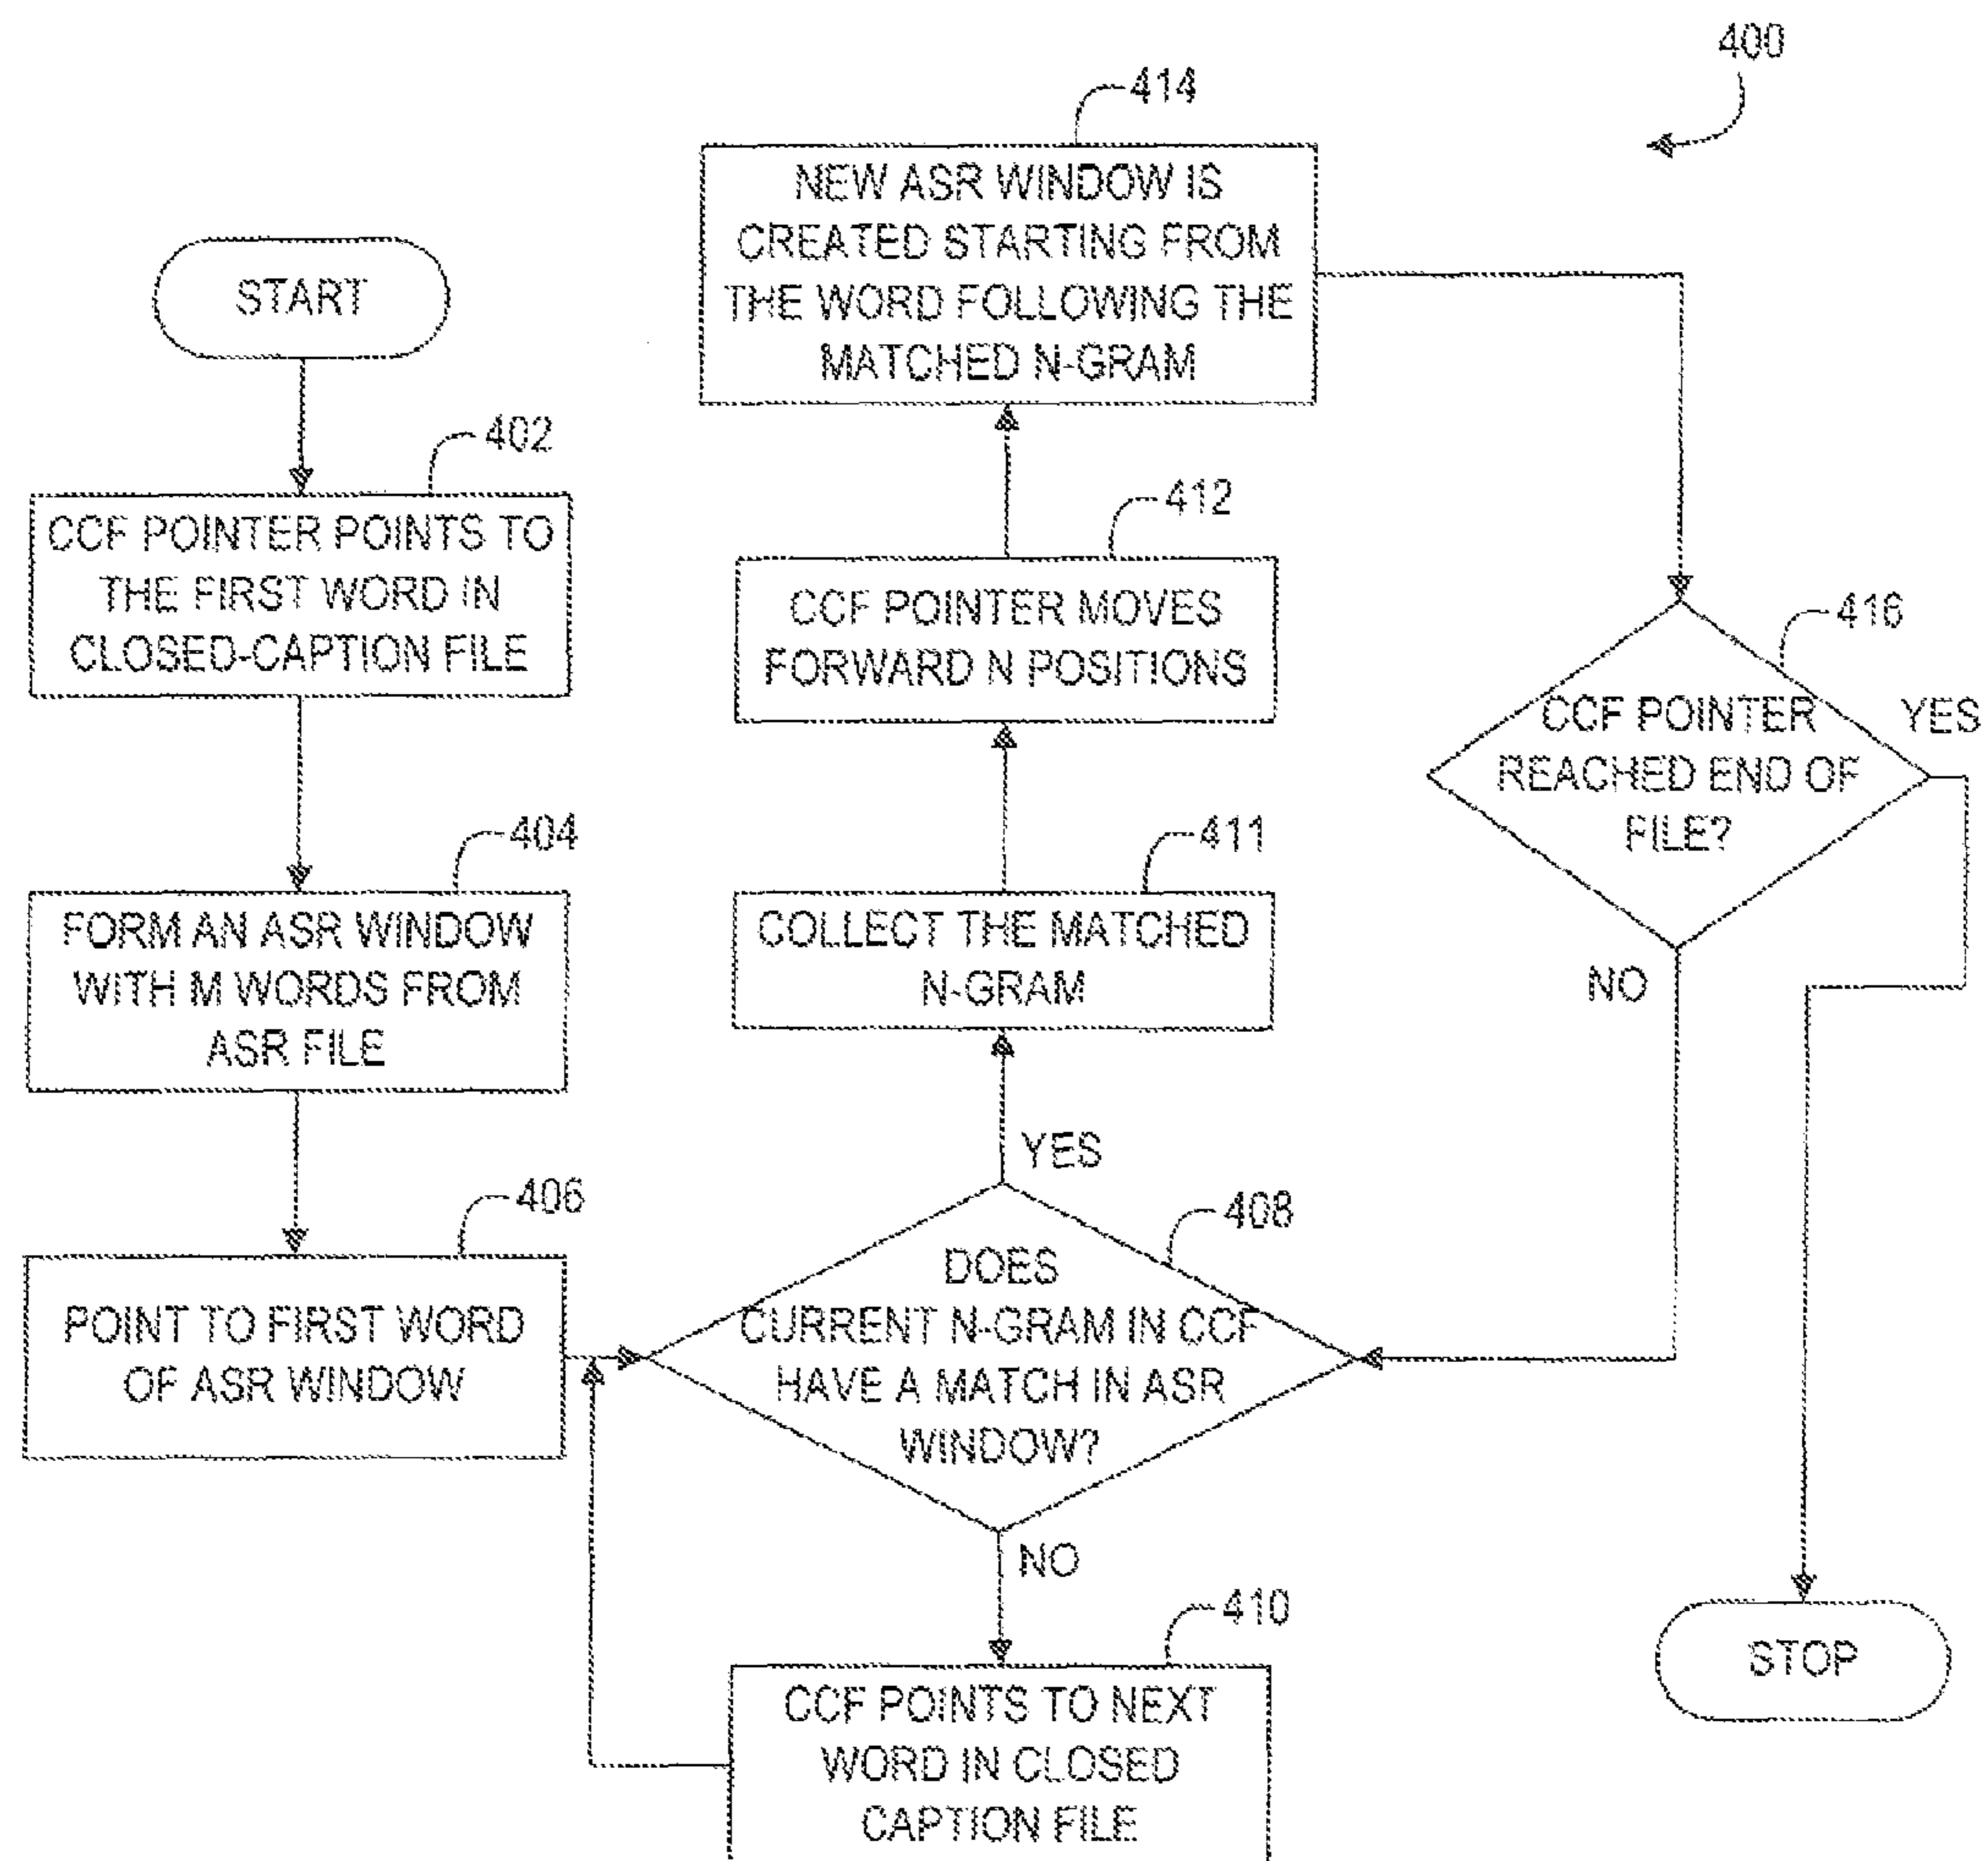 400
START
402
CCF POINTER POINTS TO
THE FIRST WORD IN
CLOSED-CAPTION FILE
404
FORM AN ASR WINDOW
WITH M WORDS FROM
ASR FILE
406
POINT TO FIRST WORD
OF ASR WINDOW
414
NEW ASR WINDOW IS
CREATED STARTING FROM
THE WORD FOLLOWING THE
MATCHED N-GRAM
412
CCF POINTER MOVES
FORWARD N POSITIONS
411
COLLECT THE MATCHED
N-GRAM
YES
408
DOES
CURRENT N-GRAM IN CCF
HAVE A MATCH IN ASR
WINDOW?
NO
410
CCF POINTS TO NEXT
WORD IN CLOSED
CAPTION FILE
416
CCF POINTER
REACHED END OF
FILE?
YES
NO
STOP